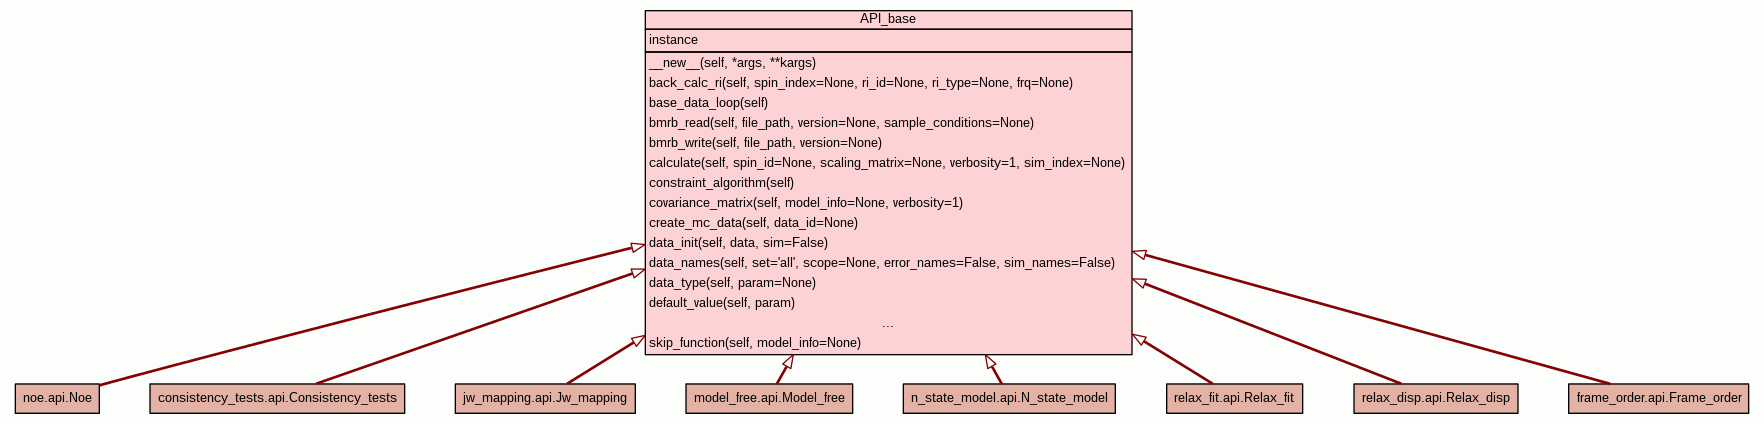 API_base
instance
__new__(self, *args, **kargs)
back_calc_ri(self, spin_index=None, ri_id=None, ri_type=None, frq=None)
base_data_loop(self)
bmrb_read(self, file_path, version=None, sample_conditions=None)
bmrb_write(self, file_path, version=None)
calculate(self, spin_id=None, scaling_matrix=None, verbosity=1, sim_index=None)
constraint_algorithm(self)
covariance_matrix(self, model_info=None, verbosity=1)
create_mc_data(self, data_id=None)
data_init(self, data, sim=False)
data_names(self, set='all', scope=None, error_names=False, sim_names=False)
data_type(self, param=None)
default_value(self, param)
...
skip_function(self, model_info=None)
noe.api.Noe
consistency_tests.api.Consistency_tests
jw_mapping.api.Jw_mapping
model_free.api.Model_free
n_state_model.api.N_state_model
relax_fit.api.Relax_fit
relax_disp.api.Relax_disp
frame_order.api.Frame_order